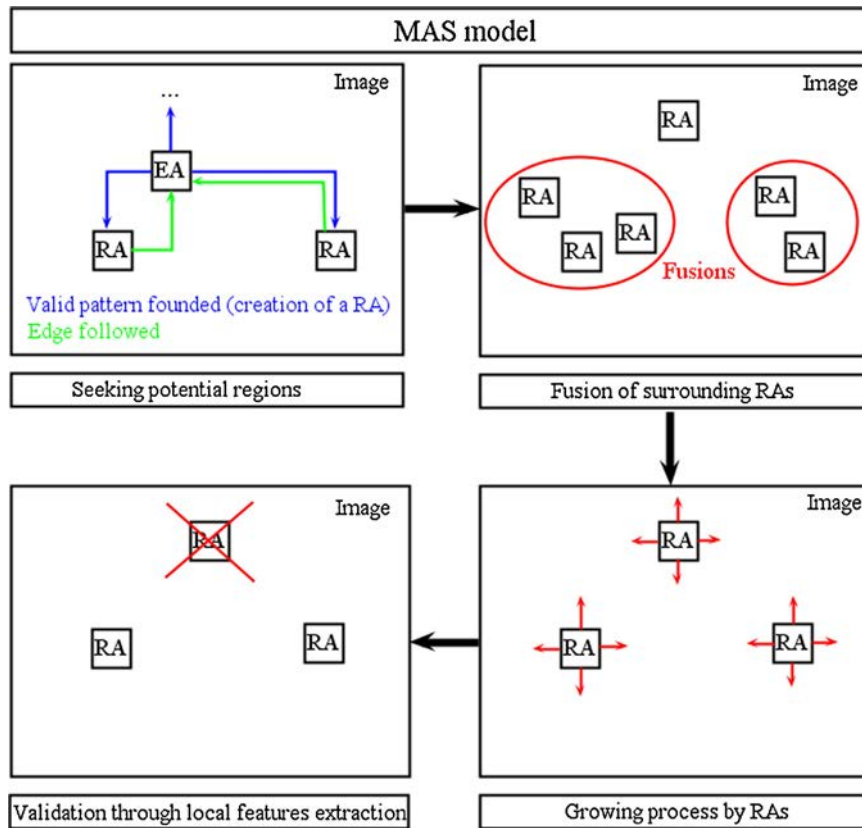 MAS model
Image
...
EA
RA
RA
Valid pattern founded (creation of a RA)
Edge followed
Seeking potential regions
Image
RA
RA
RA
RA
RA
RA
Fusions
Fusion of surrounding RAs
Image
RA
RA
RA
Validation through local features extraction
Image
RA
RA
RA
Growing process by RAs